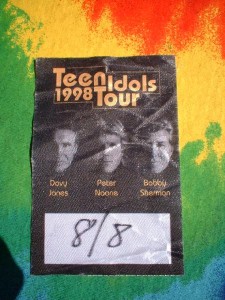 Teen Idols
1998 Tour
Davy Peter Bobby
Jones Noone Sherman
8/8